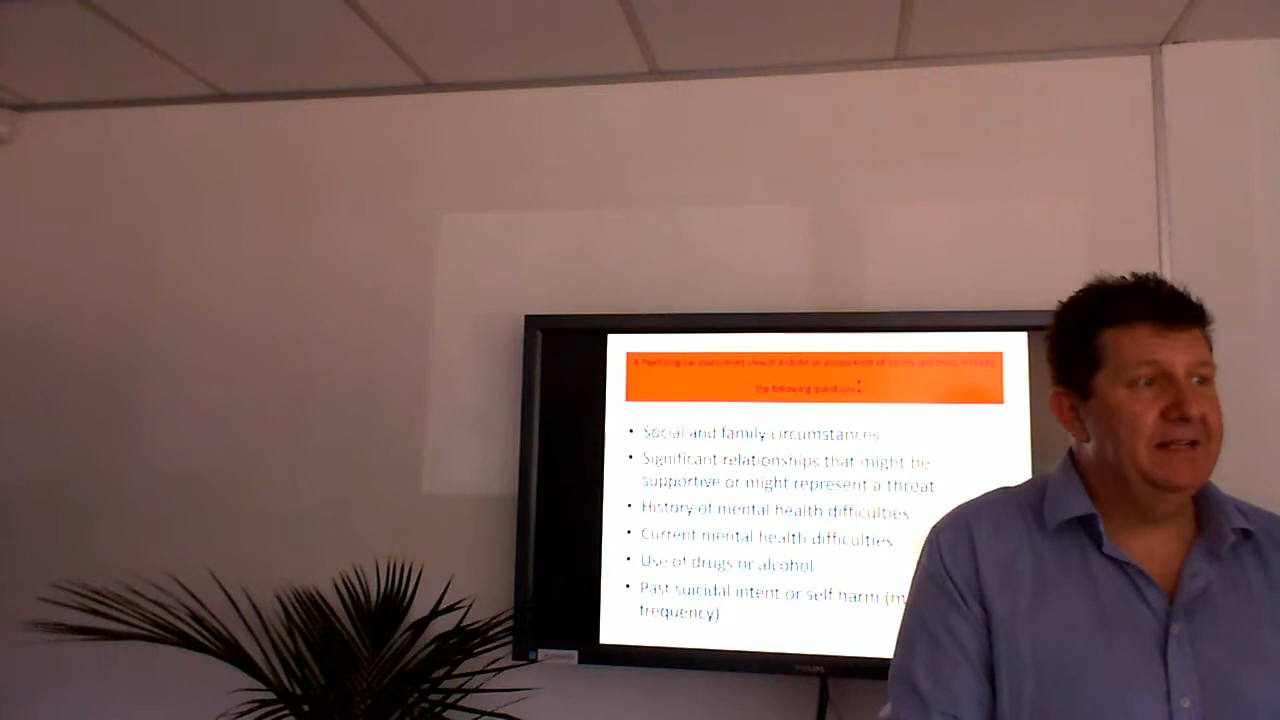 A Psychological assessment should include an assessment of needs and risks, include
the following questions:
• Social and family circumstances
• Significant relationships that might be
supportive or might represent a threat.
• History of mental health difficulties
• Current mental health difficulties
• Use of drugs or alcohol
• Past suicidal intent or self harm (m
frequency)
PHILIPS